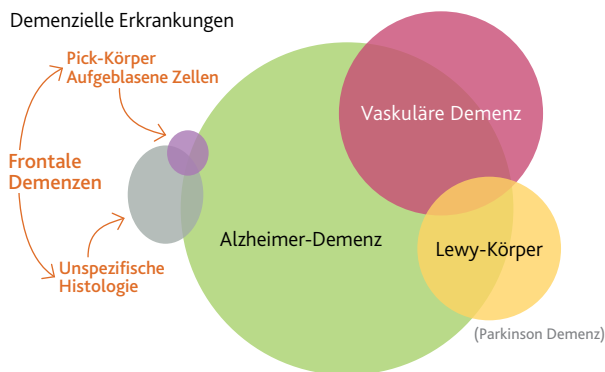 Demenzielle Erkrankungen
Pick-Körper
Aufgeblasene Zellen
Vaskuläre Demenz
Frontale
Demenzen
Alzheimer-Demenz
Lewy-Körper
Unspezifische
Histologie
(Parkinson Demenz)